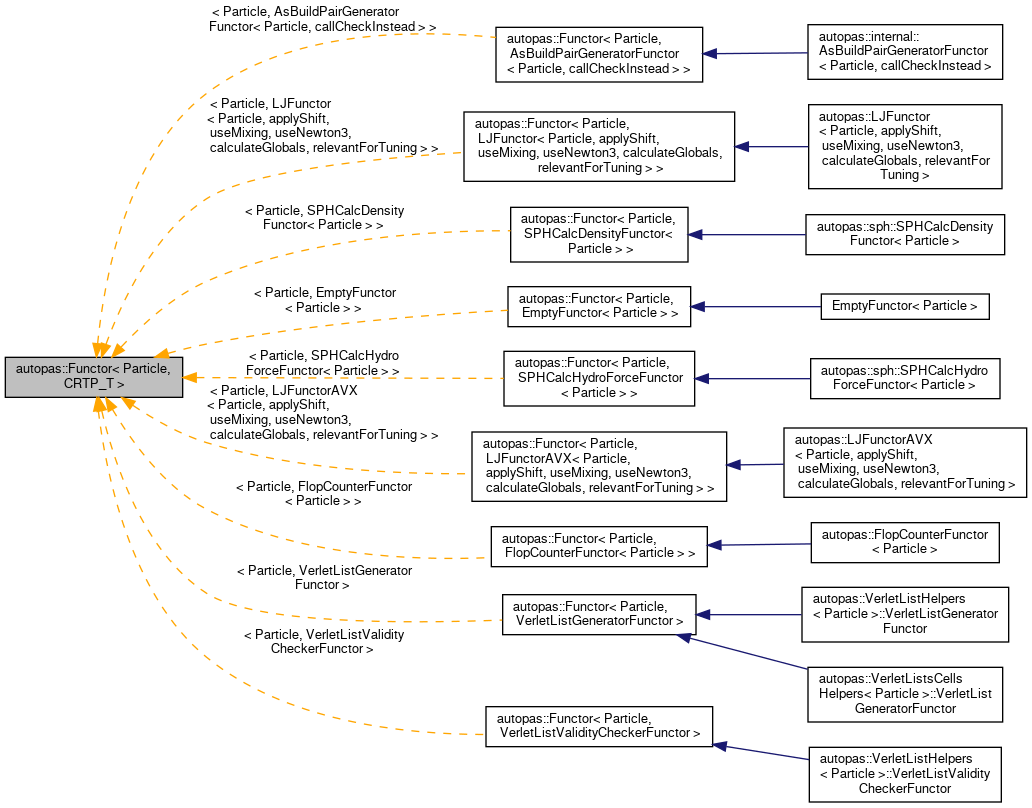 < Particle, AsBuildPairGenerator
Functor< Particle, callCheckInstead > >
autopas::Functor< Particle,
AsBuildPairGeneratorFunctor
< Particle, callCheckInstead > >
autopas::internal::
AsBuildPairGeneratorFunctor
< Particle, callCheckInstead >
< Particle, LJFunctor
< Particle, applyShift,
useMixing, useNewton3,
calculateGlobals, relevantForTuning > >
autopas::Functor< Particle,
LJFunctor< Particle, applyShift,
useMixing, useNewton3, calculateGlobals,
relevantForTuning > >
autopas::LJFunctor
< Particle, applyShift,
useMixing, useNewton3,
calculateGlobals, relevantFor
Tuning >
< Particle, SPHCalcDensity
Functor< Particle > >
autopas::Functor< Particle,
SPHCalcDensityFunctor<
Particle > >
autopas::sph::SPHCalcDensity
Functor< Particle >
< Particle, EmptyFunctor
< Particle > >
autopas::Functor< Particle,
EmptyFunctor< Particle > >
EmptyFunctor< Particle >
autopas::Functor< Particle,
CRTP_T >
< Particle, SPHCalcHydro
ForceFunctor< Particle > >
autopas::Functor< Particle,
SPHCalcHydroForceFunctor
< Particle > >
autopas::sph::SPHCalcHydro
ForceFunctor< Particle >
< Particle, LJFunctorAVX
< Particle, applyShift,
useMixing, useNewton3,
calculateGlobals, relevantForTuning > >
autopas::Functor< Particle,
LJFunctorAVX< Particle,
applyShift, useMixing, useNewton3,
calculateGlobals, relevantForTuning > >
autopas::LJFunctorAVX
< Particle, applyShift,
useMixing, useNewton3,
calculateGlobals, relevantForTuning >
< Particle, FlopCounterFunctor
< Particle > >
autopas::Functor< Particle,
FlopCounterFunctor< Particle > >
autopas::FlopCounterFunctor
< Particle >
< Particle, VerletListGenerator
Functor >
autopas::Functor< Particle,
VerletListGeneratorFunctor >
autopas::VerletListHelpers
< Particle >::VerletListGenerator
Functor
autopas::VerletListsCells
Helpers< Particle >::VerletList
GeneratorFunctor
< Particle, VerletListValidity
CheckerFunctor >
autopas::Functor< Particle,
VerletListValidityCheckerFunctor >
autopas::VerletListHelpers
< Particle >::VerletListValidity
CheckerFunctor